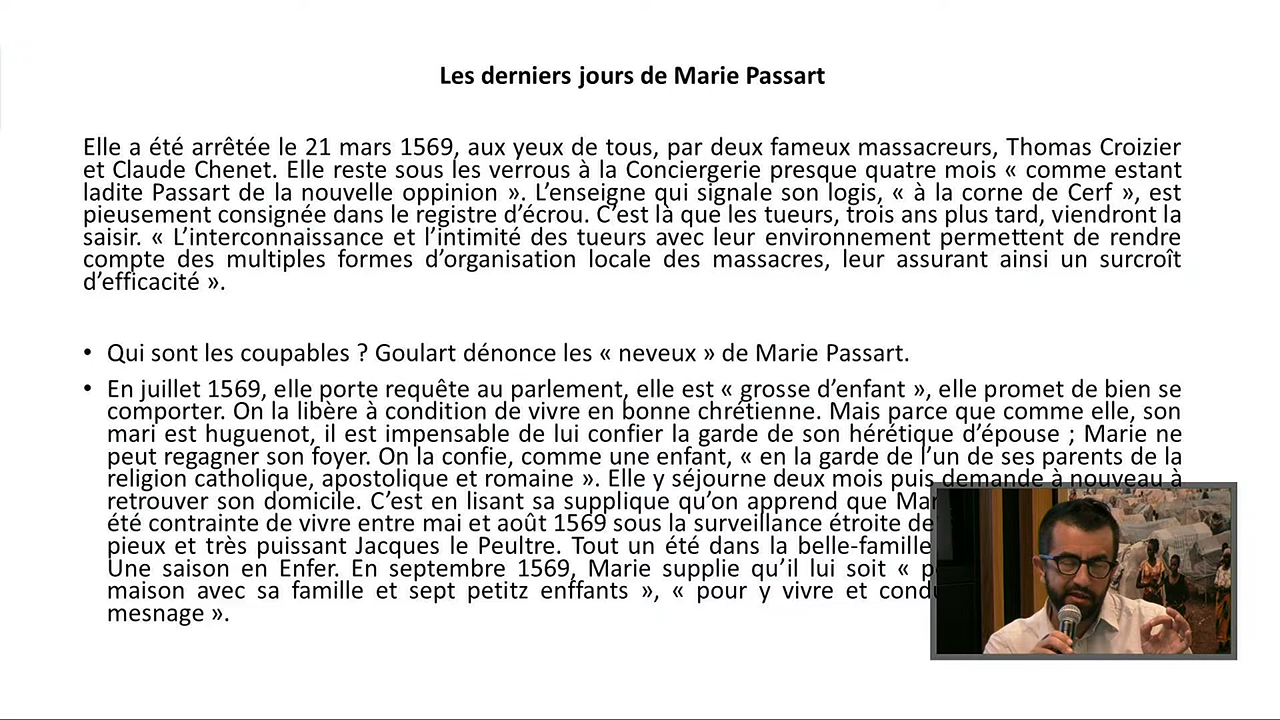 Les derniers jours de Marie Passart
Elle a été arrêtée le 21 mars 1569, aux yeux de tous, par deux fameux massacreurs, Thomas Croizier
et Claude Chenet. Elle reste sous les verrous à la Conciergerie presque quatre mois « comme estant
ladite Passart de la nouvelle oppinion ». L’enseigne qui signale son logis, « à la corne de Cerf », est
pieusement consignée dans le registre d’écrou. C’est là que les tueurs, trois ans plus tard, viendront la
saisir. « L’interconnaissance et l’intimité des tueurs avec leur environnement permettent de rendre
compte des multiples formes d’organisation locale des massacres, leur assurant ainsi un surcroît
d’efficacité ».
• Qui sont les coupables ? Goulart dénonce les « neveux » de Marie Passart.
• En juillet 1569, elle porte requête au parlement, elle est « grosse d’enfant », elle promet de bien se
comporter. On la libère à condition de vivre en bonne chrétienne. Mais parce que comme elle, son
mari est huguenot, il est impensable de lui confier la garde de son hérétique d’épouse ; Marie ne
peut regagner son foyer. On la confie, comme une enfant, « en la garde de l’un de ses parents de la
religion catholique, apostolique et romaine ». Elle y séjourne deux mois puis demande à nouveau à
retrouver son domicile. C’est en lisant sa supplique qu’on apprend que
été contrainte de vivre entre mai et août 1569 sous la surveillance étroite
pieux et très puissant Jacques le Peultre. Tout un été dans la belle-famille
Une saison en Enfer. En septembre 1569, Marie supplie qu’il lui soit «
maison avec sa famille et sept petitz enffants », « pour y vivre et
mesnage ».